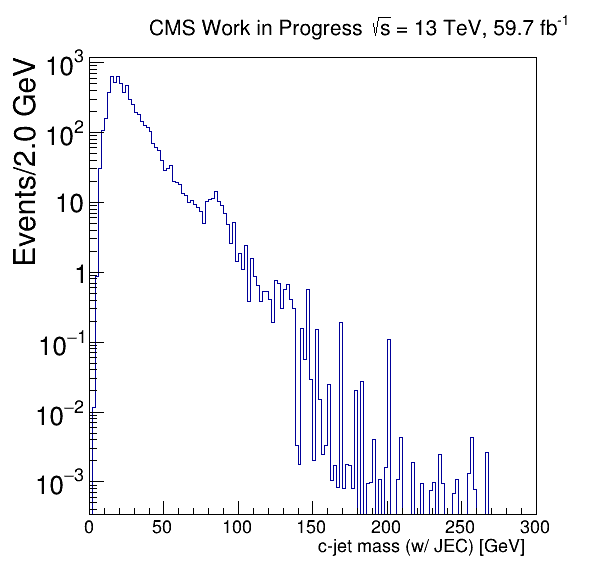 CMS Work in Progress √s = 13 TeV, 59.7 fb⁻¹
Events/2.0 GeV
10³
10²
10
1
10⁻¹
10⁻²
10⁻³
0 50 100 150 200 250 300
c-jet mass (w/ JEC) [GeV]